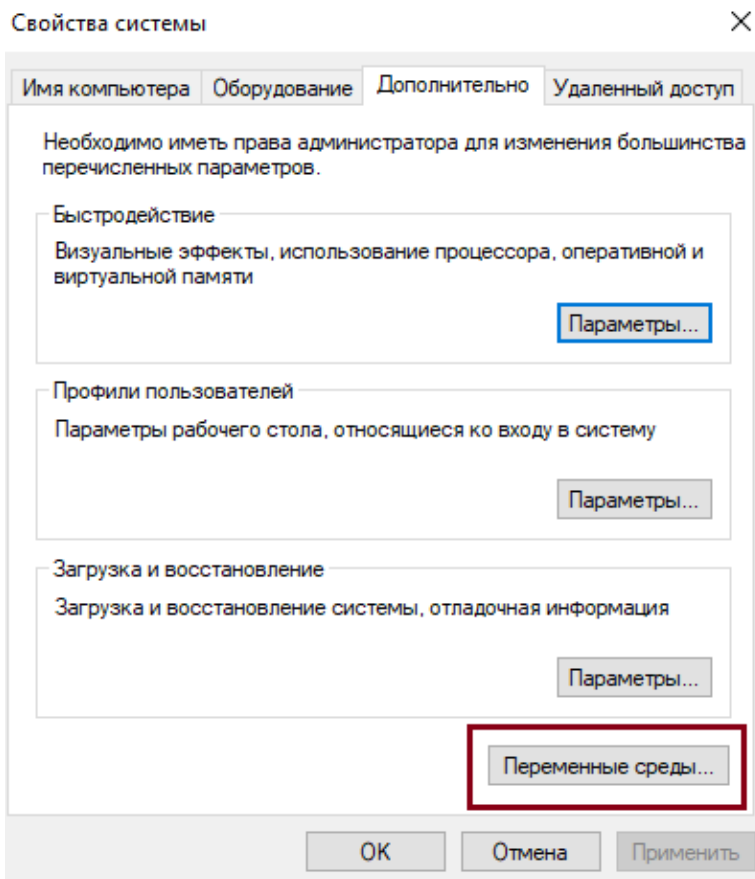 Свойства системы
Имя компьютера Оборудование Дополнительно Удаленный доступ
Необходимо иметь права администратора для изменения большинства
перечисленных параметров.
Быстродействие
Визуальные эффекты, использование процессора, оперативной и
виртуальной памяти
Параметры...
Профили пользователей
Параметры рабочего стола, относящиеся ко входу в систему
Параметры...
Загрузка и восстановление
Загрузка и восстановление системы, отладочная информация
Параметры...
Переменные среды...
ОК Отмена Применить